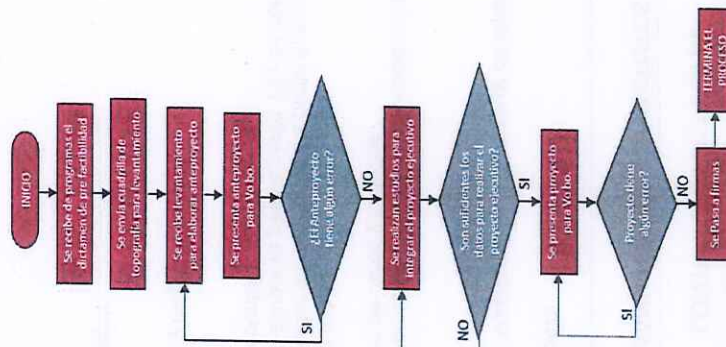 INICIO
Se recibe de programas el
dictamen de pre factibilidad
Se envía cuadrilla de
topografía para levantamiento
Se recibe levantamiento
para elaborar anteproyecto
Se presenta anteproyecto
para Vo bo.
¿El Anteproyecto
tiene algún error?
SI
NO
Se realizan estudios para
integrar el proyecto ejecutivo
Son suficientes los
datos para realizar el
proyecto ejecutivo?
NO
SI
Se presenta proyecto
para Vo bo.
Proyecto tiene
algún error?
SI
NO
Se Pasa a firmas
TERMINA EL
PROCESO